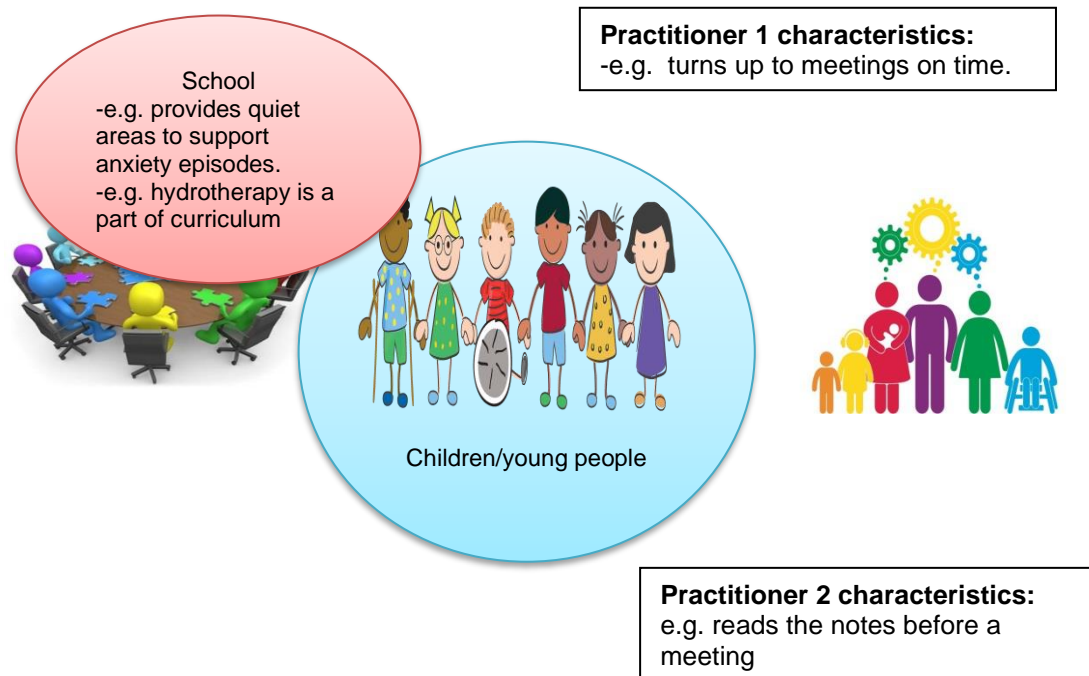 School
-e.g. provides quiet
areas to support
anxiety episodes.
-e.g. hydrotherapy is a
part of curriculum
Practitioner 1 characteristics:
-e.g.  turns up to meetings on time.
Children/young people
Practitioner 2 characteristics:
e.g. reads the notes before a
meeting